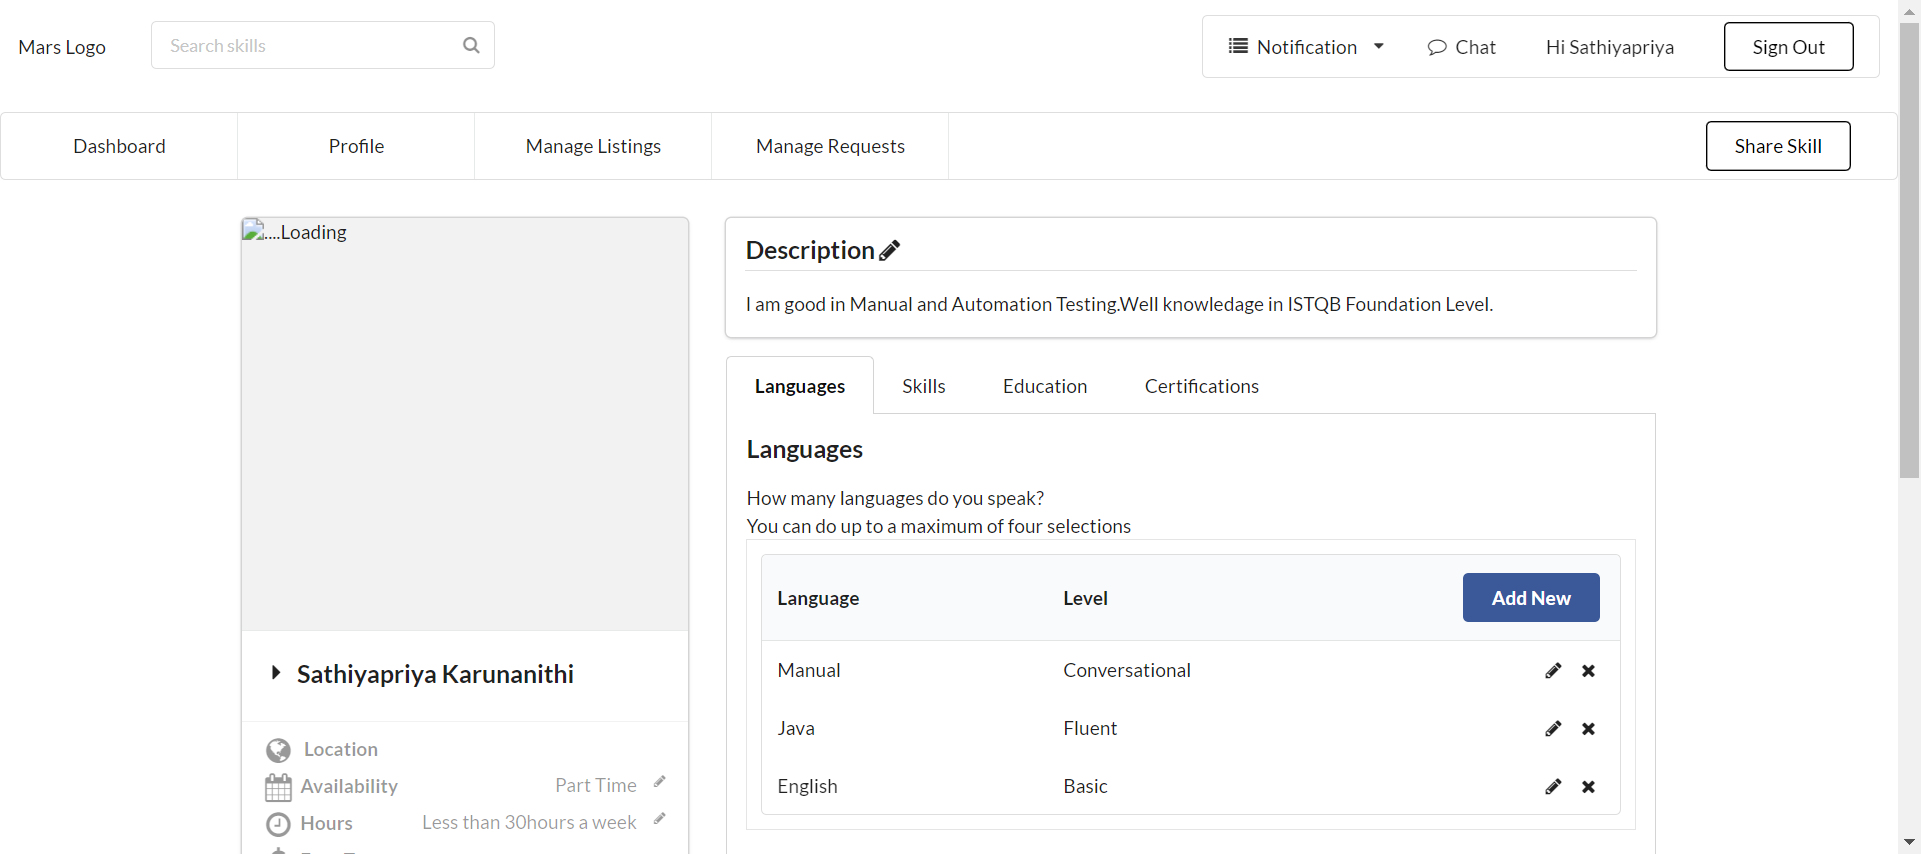 Mars Logo
Search skills
Notification
Chat
Hi Sathiyapriya
Sign Out
Dashboard
Profile
Manage Listings
Manage Requests
Share Skill
....Loading
Sathiyapriya Karunanithi
Location
Availability
Part Time
Hours
Less than 30hours a week
Description
I am good in Manual and Automation Testing.Well knowledage in ISTQB Foundation Level.
Languages
Skills
Education
Certifications
Languages
How many languages do you speak?
You can do up to a maximum of four selections
Language
Level
Add New
Manual
Conversational
Java
Fluent
English
Basic